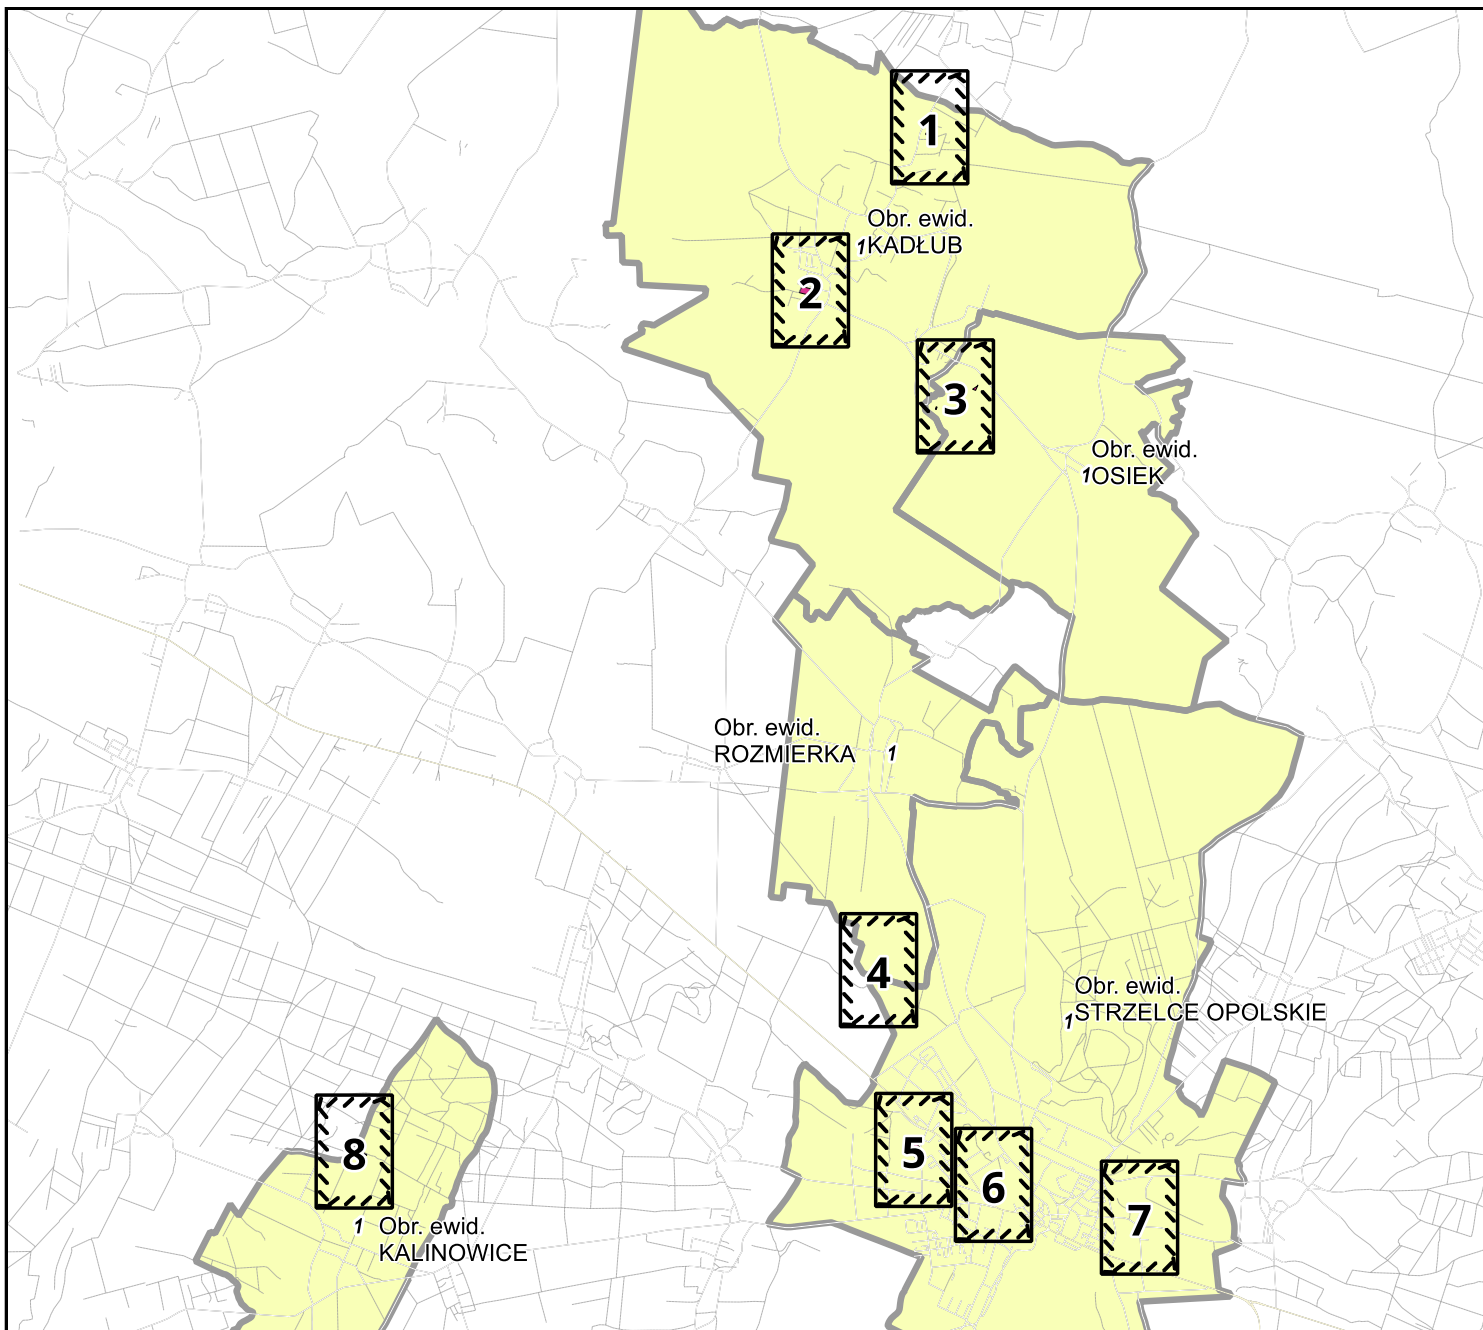 1
Obr. ewid.
1KADŁUB
2
3
Obr. ewid.
1OSIEK
Obr. ewid.
ROZMIERKA 1
4
Obr. ewid.
1STRZELCE OPOLSKIE
5
6
7
8
1 Obr. ewid.
KALINOWICE